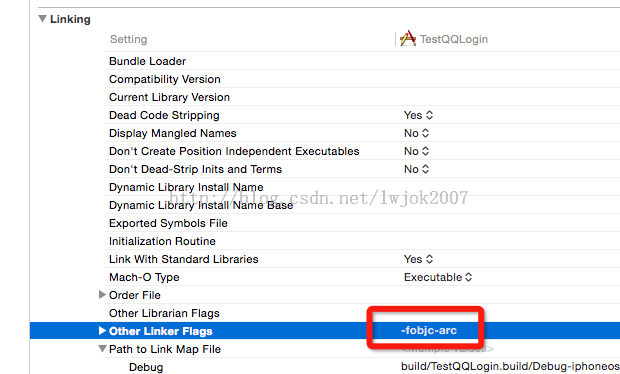 Linking
Setting TestQQLogin
Bundle Loader
Compatibility Version
Current Library Version
Dead Code Stripping Yes
Display Mangled Names No
Don't Create Position Independent Executables No
Don't Dead-Strip Inits and Terms No
Dynamic Library Install Name
http://blog.csdn.net/lwjok2007
Dynamic Library Install Name Base
Exported Symbols File
Initialization Routine
Link With Standard Libraries Yes
Mach-O Type Executable
Order File
Other Librarian Flags
Other Linker Flags -fobjc-arc
Path to Link Map File <Multiple values>
Debug build/TestQQLogin.build/Debug-iphoneos